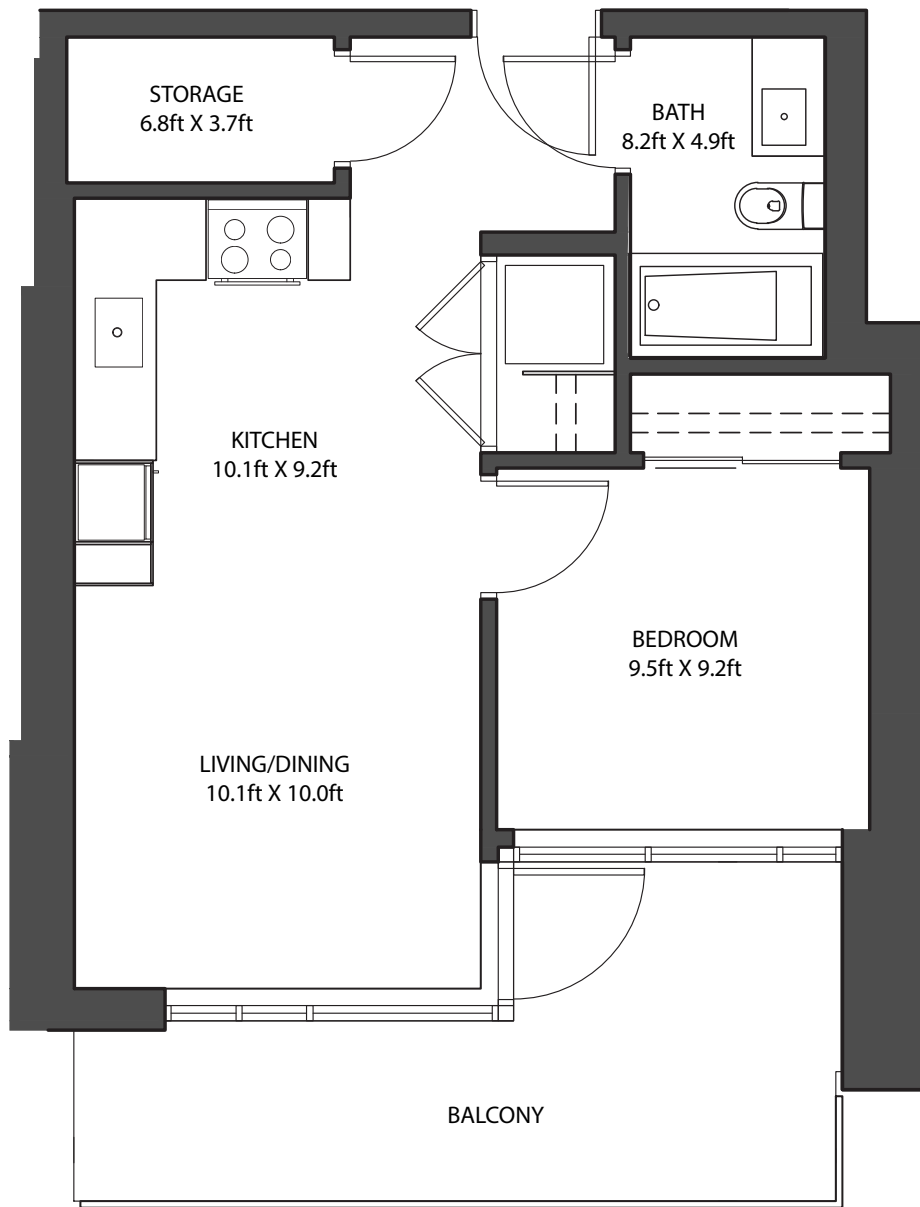 STORAGE
6.8ft X 3.7ft
BATH
8.2ft X 4.9ft
KITCHEN
10.1ft X 9.2ft
BEDROOM
9.5ft X 9.2ft
LIVING/DINING
10.1ft X 10.0ft
BALCONY